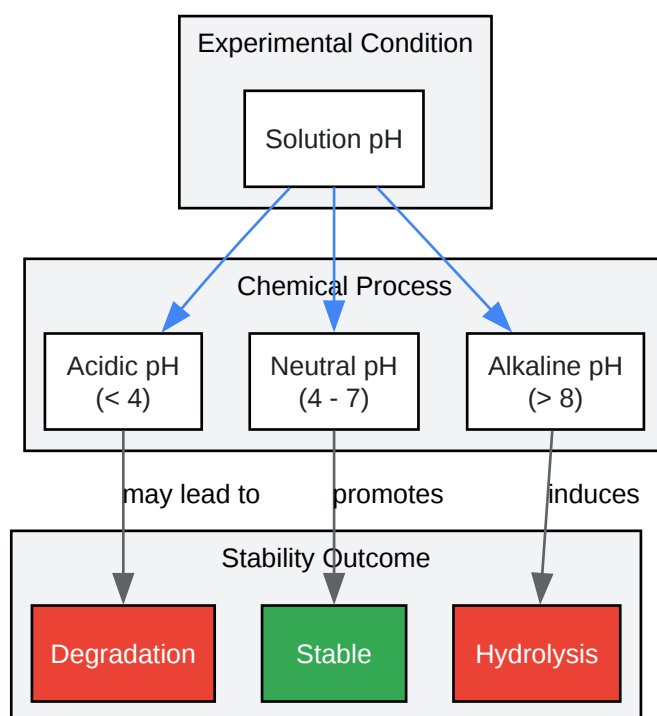 Experimental Condition
Solution pH
Chemical Process
Acidic pH
(< 4)
Neutral pH
(4 - 7)
Alkaline pH
(> 8)
may lead to
promotes
induces
Stability Outcome
Degradation
Stable
Hydrolysis